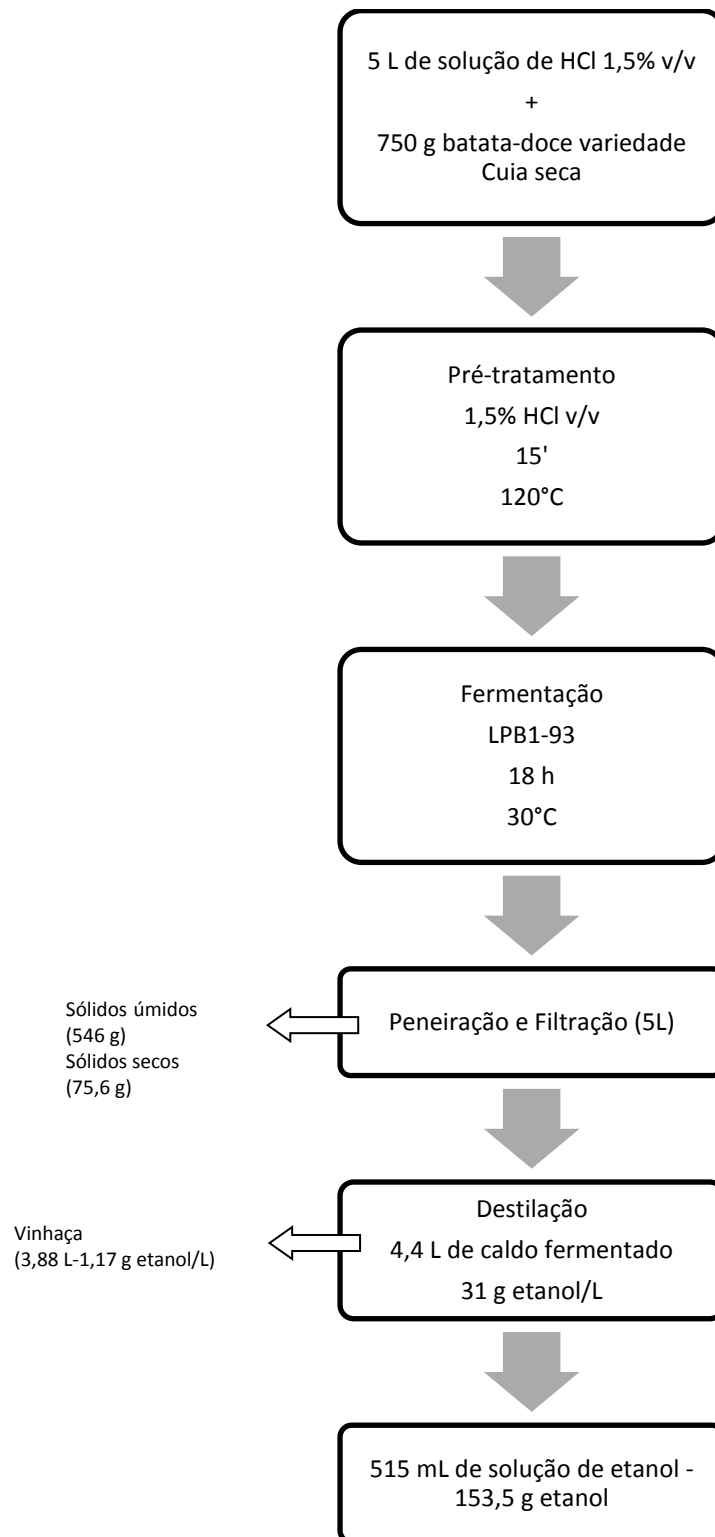 5 L de solução de HCl 1,5% v/v
+
750 g batata-doce variedade
Cuia seca
Pré-tratamento
1,5% HCl v/v
15'
120°C
Fermentação
LPB1-93
18 h
30°C
Peneiração e Filtração (5L)
Sólidos úmidos
(546 g)
Sólidos secos
(75,6 g)
Destilação
4,4 L de caldo fermentado
31 g etanol/L
Vinhaça
(3,88 L-1,17 g etanol/L)
515 mL de solução de etanol -
153,5 g etanol